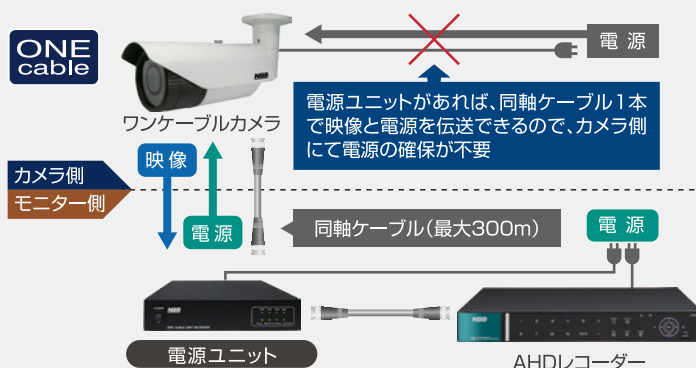 ONE
cable
電源
NSS
ワンケーブルカメラ
電源ユニットがあれば、同軸ケーブル1本
で映像と電源を伝送できるので、カメラ側
にて電源の確保が不要
映像
カメラ側
モニター側
電源
同軸ケーブル(最大300m)
電源
NSS
NSS
電源ユニット
AHDレコーダー